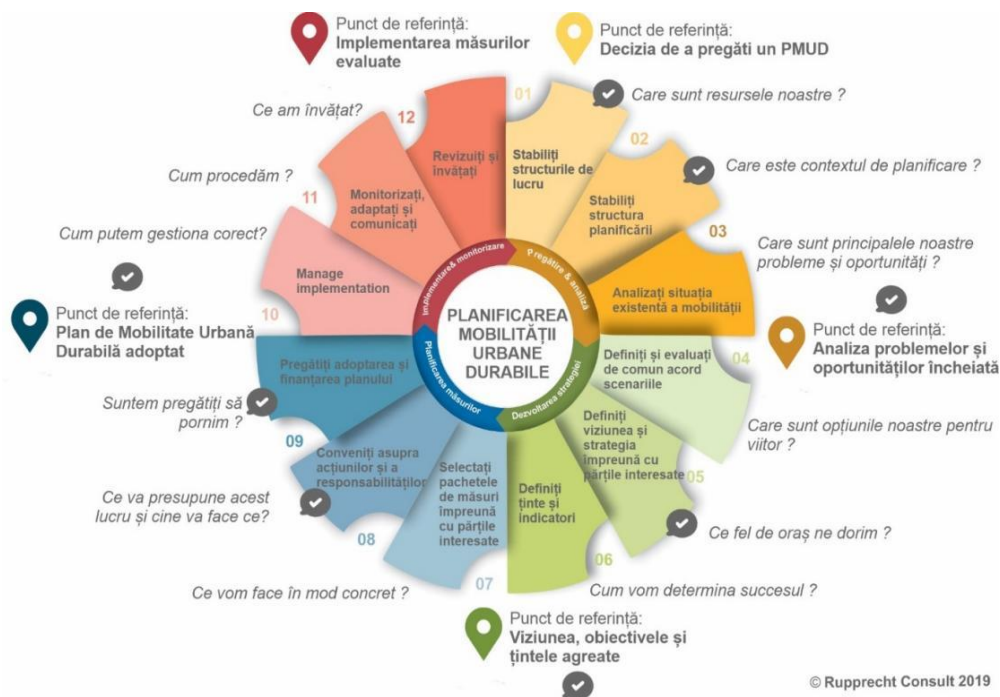 Punct de referință:
Implementarea măsurilor
evaluate
Punct de referință:
Decizia de a pregăti un PMUD
01
Stabiliți
structurile de
lucru
Care sunt resursele noastre ?
02
Stabiliți
structura
planificării
Care este contextul de planificare ?
03
Analizați situația
existentă a mobilității
Care sunt principalele noastre
probleme și oportunități ?
Punct de referință:
Analiza problemelor și
oportunităților încheiată
04
Definiți și evaluați
de comun acord
scenariile
Care sunt opțiunile noastre pentru
viitor ?
05
Definiți
viziunea și
strategia
împreună cu
părțile interesate
Ce fel de oraș ne dorim ?
06
Definiți
ținte și
indicatori
Cum vom determina succesul ?
Punct de referință:
Viziunea, obiectivele și
țintele agreate
07
Selectați
pachetele
de măsuri
împreună
cu părțile
interesate
Ce vom face în mod concret ?
08
Conveniți asupra
acțiunilor și a
responsabilităților
Ce va presupune acest
lucru și cine va face ce?
09
Pregătiți adoptarea și
finanțarea planului
Suntem pregătiți să
pornim ?
Punct de referință:
Plan de Mobilitate Urbană
Durabilă adoptat
10
Manage
implementation
Cum putem gestiona corect?
11
Monitorizați,
adaptați și
comunicați
Cum procedăm ?
12
Revizuiți și
învățați
Ce am învățat?
Pregătire & analiză
Dezvoltarea strategiei
Planificarea măsurilor
Implementare& monitorizare
PLANIFICAREA
MOBILITĂȚII
URBANE
DURABILE
© Rupprecht Consult 2019